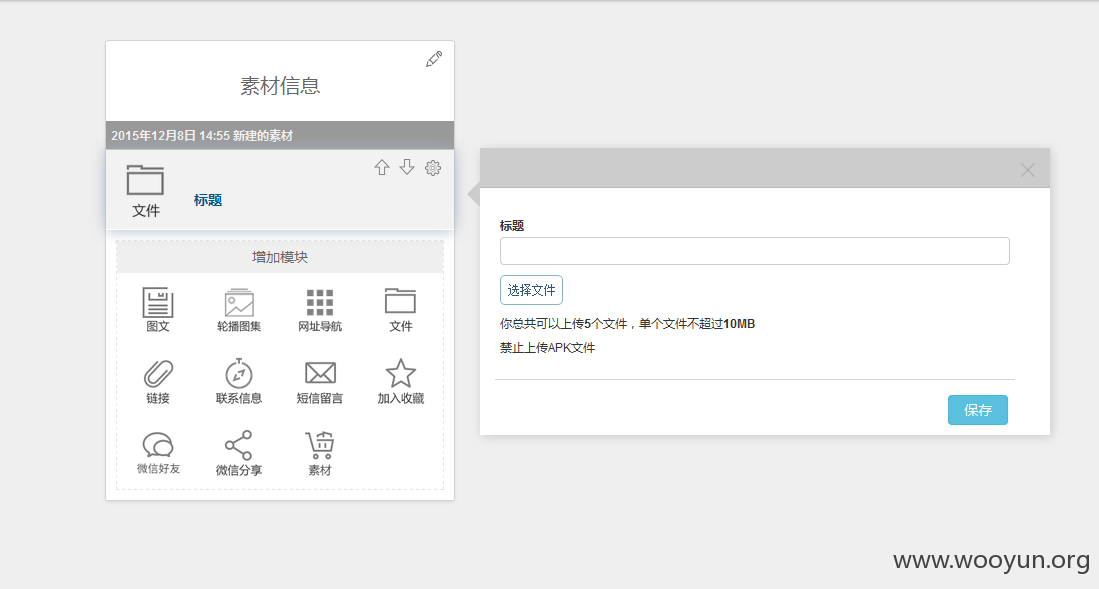 素材信息
2015年12月8日 14:55 新建的素材
文件
标题
增加模块
图文 轮播图集 网址导航 文件
链接 联系信息 短信留言 加入收藏
微信好友 微信分享 素材
标题
选择文件
你总共可以上传5个文件，单个文件不超过10MB
禁止上传APK文件
保存
www.wooyun.org